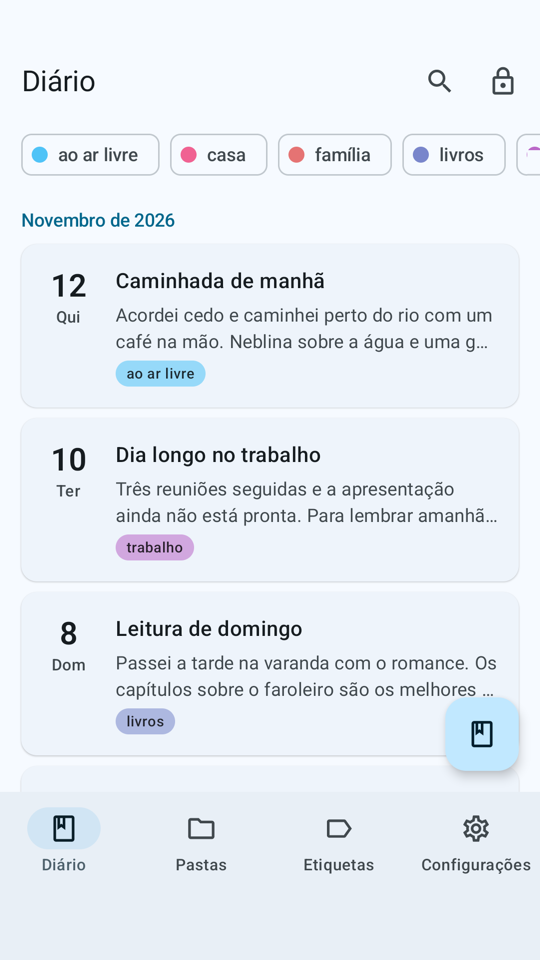 Diário
ao ar livre
casa
família
livros
Novembro de 2026
12
Qui
Caminhada de manhã
Acordei cedo e caminhei perto do rio com um
café na mão. Neblina sobre a água e uma g...
ao ar livre
10
Ter
Dia longo no trabalho
Três reuniões seguidas e a apresentação
ainda não está pronta. Para lembrar amanhã...
trabalho
8
Dom
Leitura de domingo
Passei a tarde na varanda com o romance. Os
capítulos sobre o faroleiro são os melhores ...
livros
Diário
Pastas
Etiquetas
Configurações